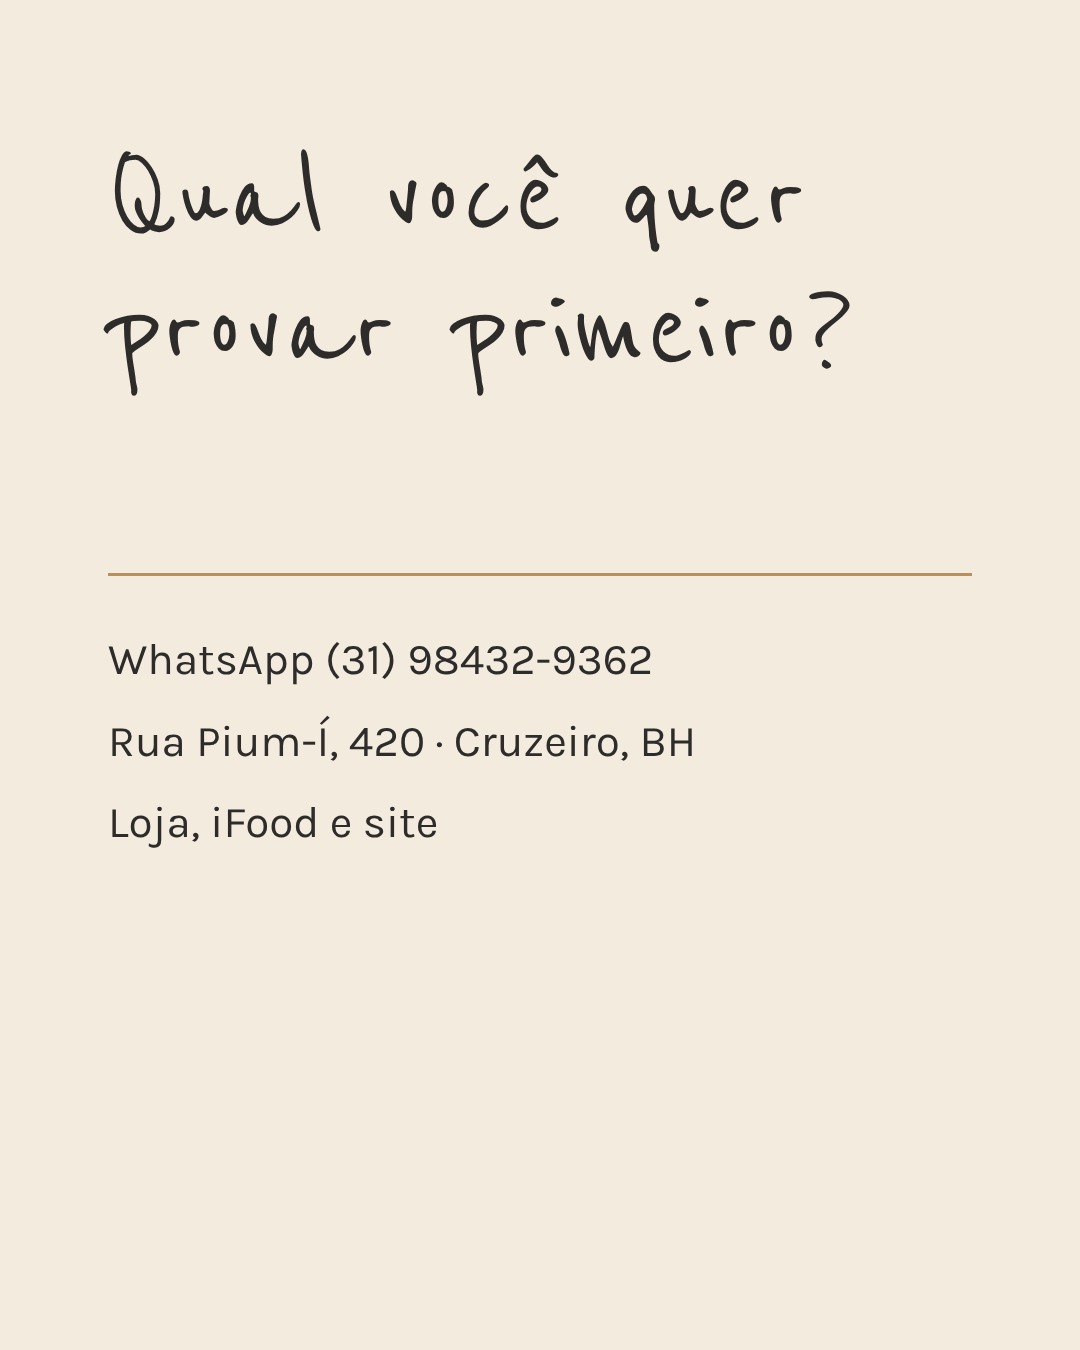 Qual você quer
provar primeiro?
WhatsApp (31) 98432-9362
Rua Pium-Í, 420 · Cruzeiro, BH
Loja, iFood e site